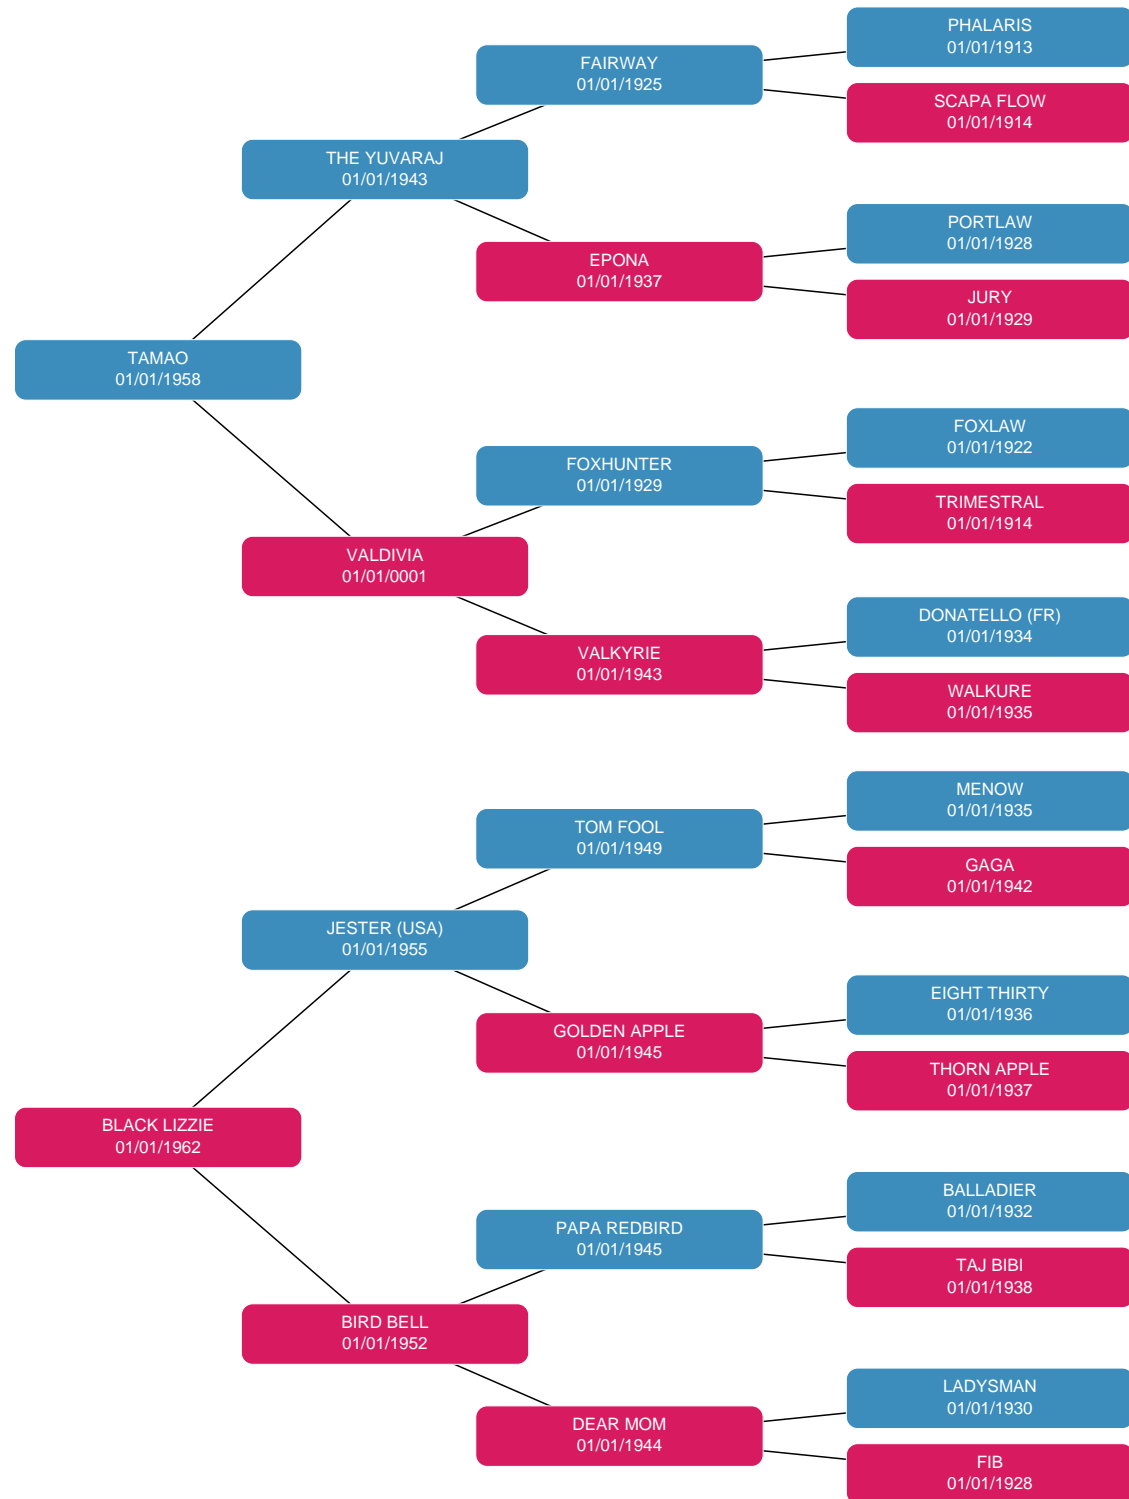 PHALARIS
01/01/1913
FAIRWAY
01/01/1925
SCAPA FLOW
01/01/1914
THE YUVARAJ
01/01/1943
PORTLAW
01/01/1928
EPONA
01/01/1937
JURY
01/01/1929
TAMAO
01/01/1958
FOXLAW
01/01/1922
FOXHUNTER
01/01/1929
TRIMESTRAL
01/01/1914
VALDIVIA
01/01/0001
DONATELLO (FR)
01/01/1934
VALKYRIE
01/01/1943
WALKURE
01/01/1935
MENOW
01/01/1935
TOM FOOL
01/01/1949
GAGA
01/01/1942
JESTER (USA)
01/01/1955
EIGHT THIRTY
01/01/1936
GOLDEN APPLE
01/01/1945
THORN APPLE
01/01/1937
BLACK LIZZIE
01/01/1962
BALLADIER
01/01/1932
PAPA REDBIRD
01/01/1945
TAJ BIBI
01/01/1938
BIRD BELL
01/01/1952
LADYSMAN
01/01/1930
DEAR MOM
01/01/1944
FIB
01/01/1928